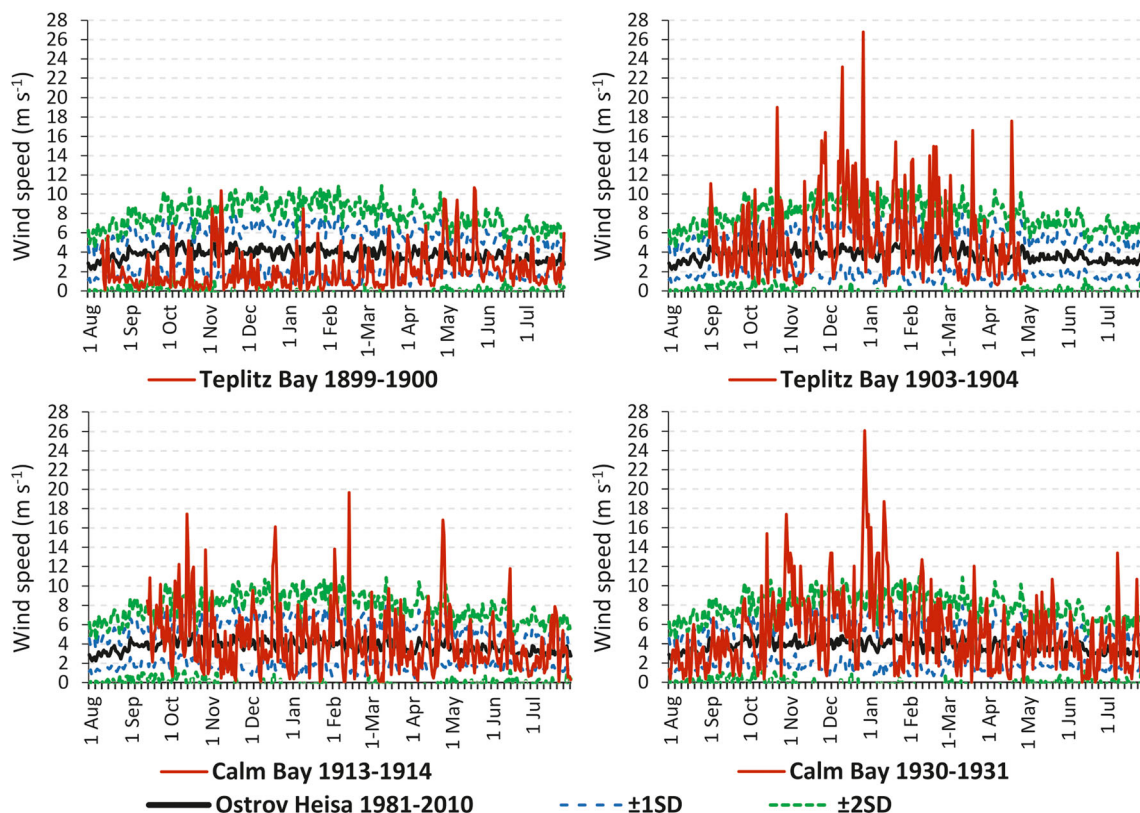 Wind speed (m s⁻¹)
28
26
24
22
20
18
16
14
12
10
8
6
4
2
0
1 Aug
1 Sep
1 Oct
1 Nov
1 Dec
1 Jan
1 Feb
1-Mar
1 Apr
1 May
1 Jun
1 Jul
Teplitz Bay 1899-1900
Wind speed (m s⁻¹)
28
26
24
22
20
18
16
14
12
10
8
6
4
2
0
1 Aug
1 Sep
1 Oct
1 Nov
1 Dec
1 Jan
1 Feb
1-Mar
1 Apr
1 May
1 Jun
1 Jul
Teplitz Bay 1903-1904
Wind speed (m s⁻¹)
28
26
24
22
20
18
16
14
12
10
8
6
4
2
0
1 Aug
1 Sep
1 Oct
1 Nov
1 Dec
1 Jan
1 Feb
1-Mar
1 Apr
1 May
1 Jun
1 Jul
Calm Bay 1913-1914
Wind speed (m s⁻¹)
28
26
24
22
20
18
16
14
12
10
8
6
4
2
0
1 Aug
1 Sep
1 Oct
1 Nov
1 Dec
1 Jan
1 Feb
1-Mar
1 Apr
1 May
1 Jun
1 Jul
Calm Bay 1930-1931
Ostrov Heisa 1981-2010 ±1SD ±2SD